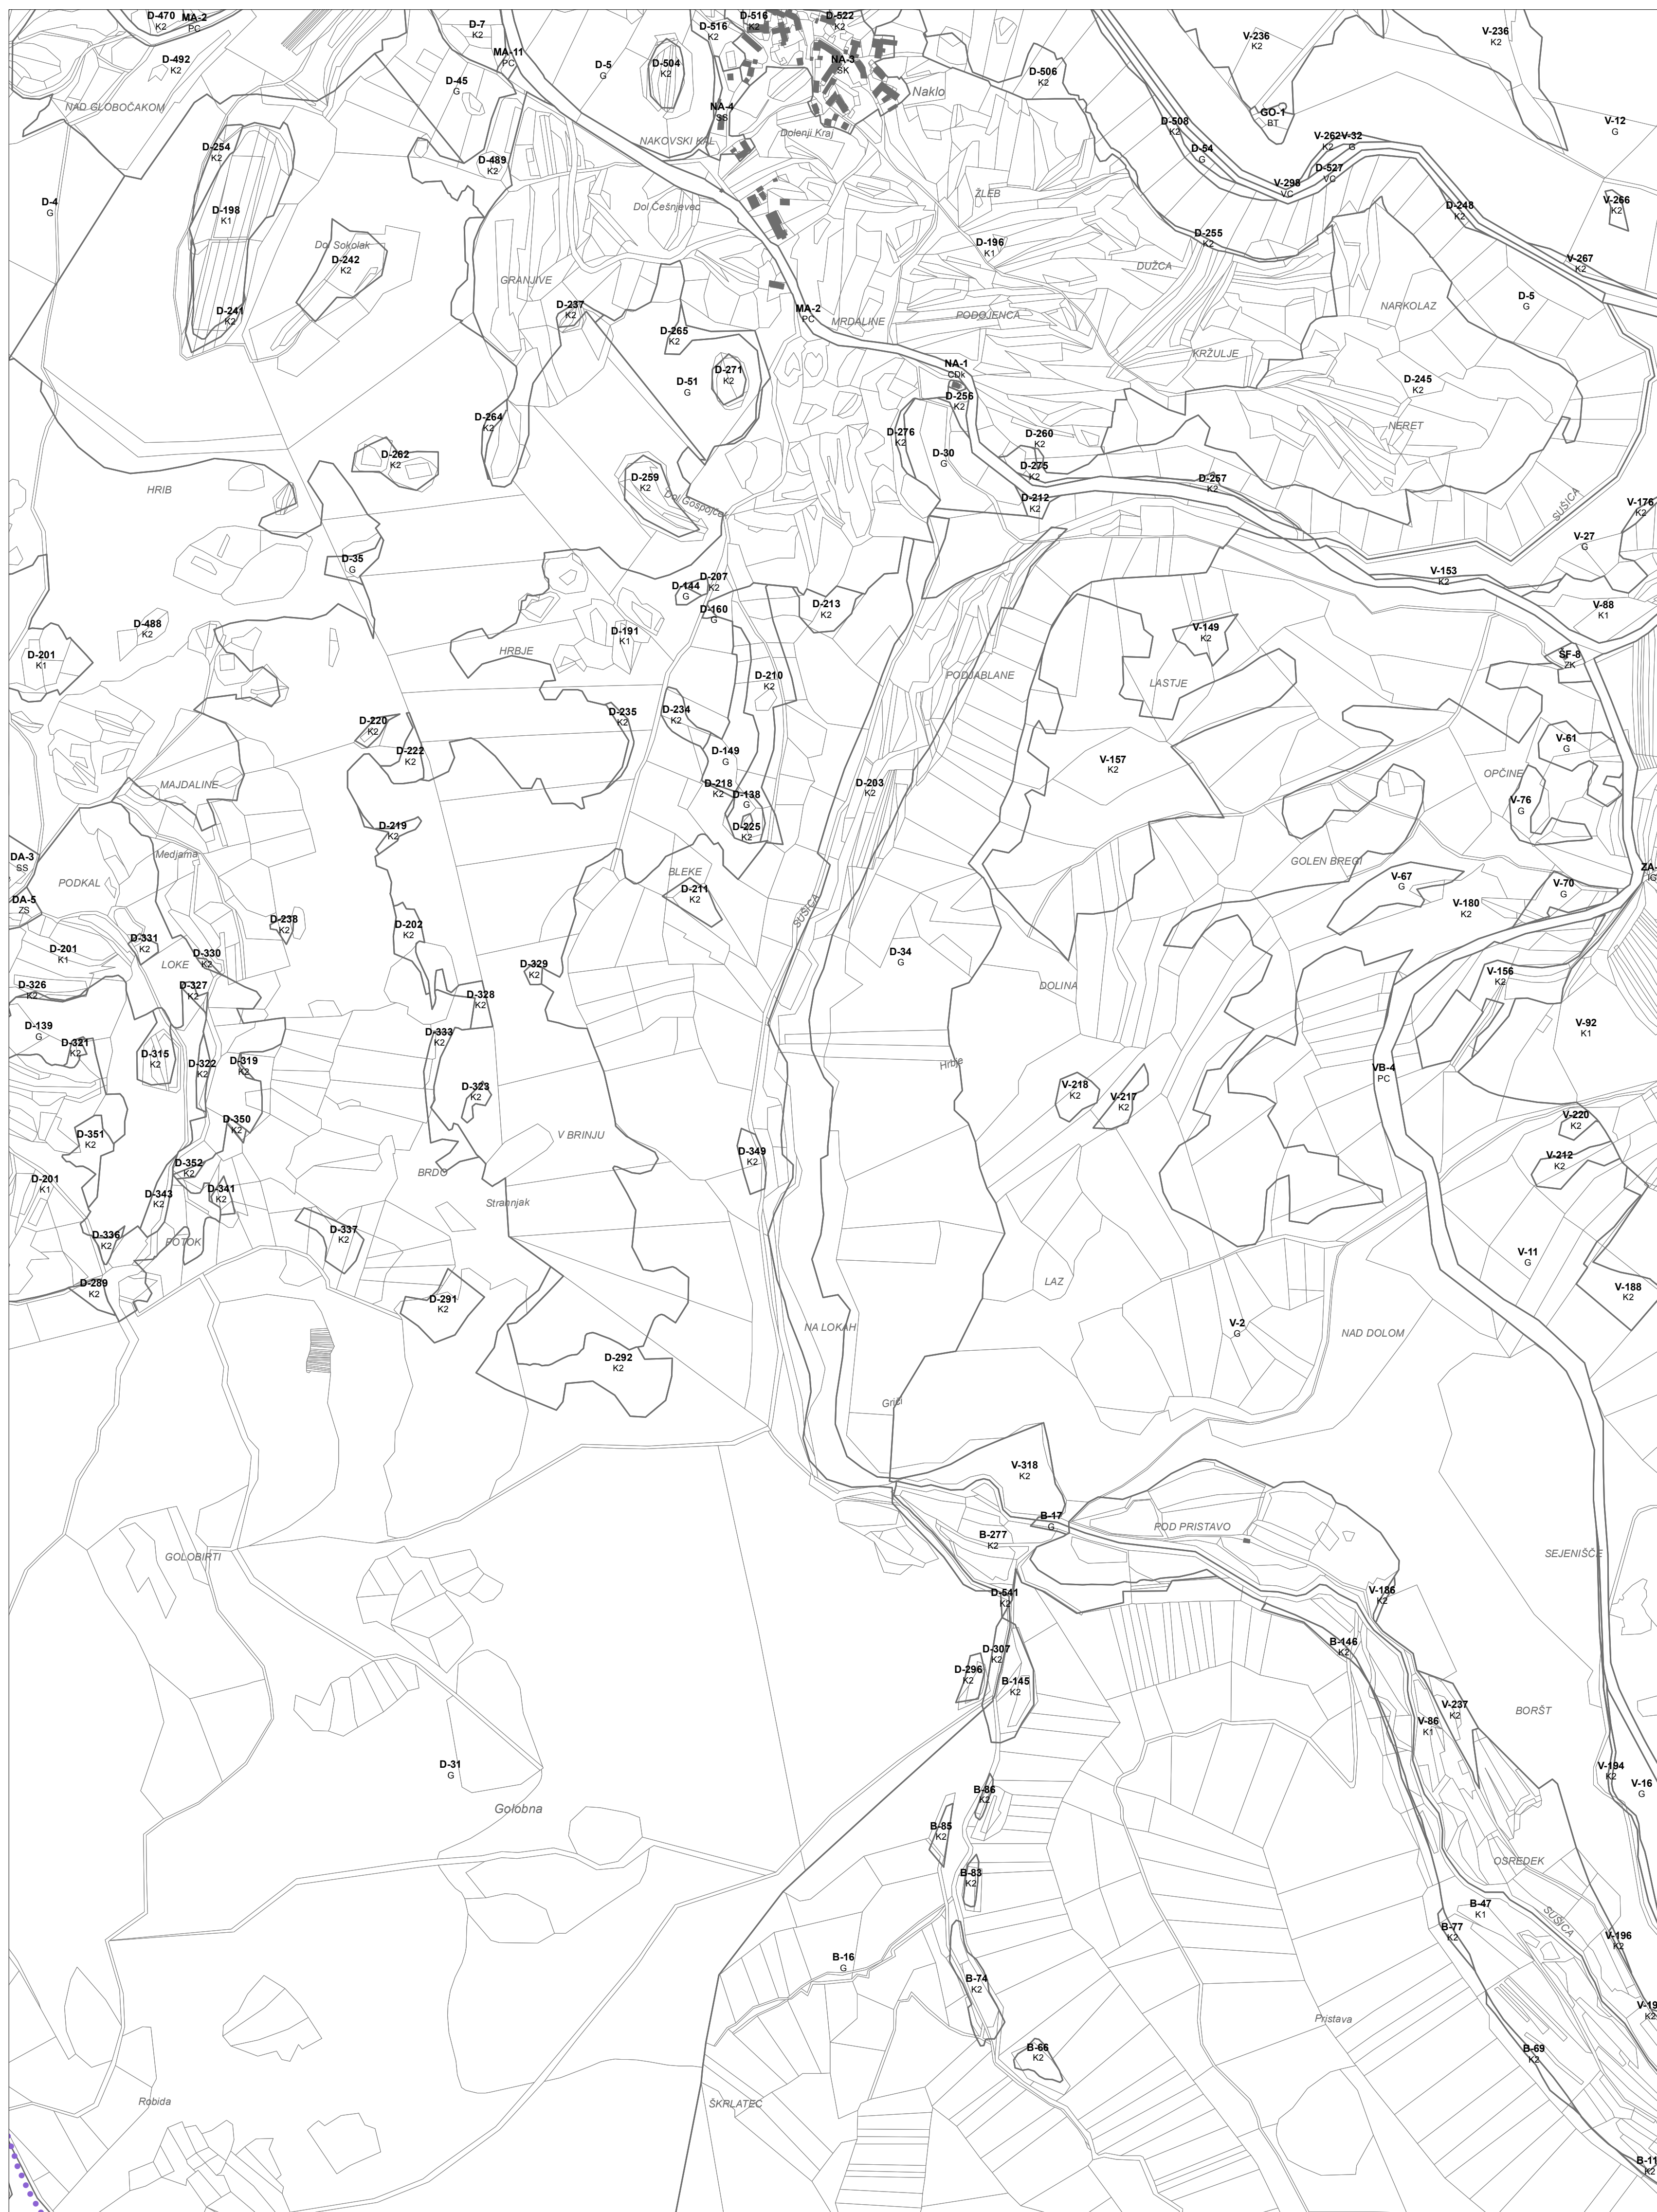 D-470
K2
MA-2
PC
D-492
K2
NAD GLOBOČAKOM
D-7
K2
MA-11
PC
D-45
G
D-5
G
D-504
K2
D-516
K2
D-516
K2
D-522
K2
NA-3
SK
Naklo
NA-4
SS
Dolenji Kraj
NAKOVSKI KAL
D-506
K2
D-508
K2
D-54
G
V-236
K2
V-236
K2
GO-1
BT
V-12
G
V-262
K2
V-32
G
D-527
VC
V-298
VC
D-248
K2
V-266
K2
V-267
K2
D-254
K2
D-489
K2
D-4
G
D-198
K1
Dol Sokolak
D-242
K2
D-241
K2
Dol Češnjevec
ŽLEB
D-196
K1
D-255
K2
DUŽCA
GRANJIVE
D-237
K2
D-265
K2
MA-2
PC
MRDALINE
PODOJENCA
NARKOLAZ
D-5
G
KRŽULJE
D-271
K2
D-51
G
NA-1
CDk
D-256
K2
D-245
K2
NERET
D-264
K2
D-276
K2
D-30
G
D-260
K2
D-275
K2
D-257
K2
D-212
K2
D-262
K2
D-259
K2
Dol Gospojce
HRIB
SUŠICA
V-176
K2
V-27
G
V-153
K2
V-88
K1
D-35
G
D-144
G
D-207
K2
D-160
G
D-213
K2
D-488
K2
D-191
K1
HRBJE
V-149
K2
ŠF-8
ZK
D-201
K1
D-210
K2
PODJABLANE
LASTJE
D-220
K2
D-222
K2
D-235
K2
D-234
K2
D-149
G
V-61
G
V-157
K2
OPČINE
MAJDALINE
D-218
K2
D-138
G
D-203
K2
V-76
G
D-219
K2
D-225
K2
DA-3
SS
Medjama
PODKAL
DA-5
ZS
BLEKE
D-211
K2
GOLEN BREGI
V-67
G
V-180
K2
V-70
G
D-238
K2
D-202
K2
SUŠICA
D-331
K2
D-201
K1
LOKE
D-330
K2
D-34
G
D-329
K2
D-326
K2
D-327
K2
D-328
K2
DOLINA
V-156
K2
D-139
G
D-321
K2
D-315
K2
D-322
K2
D-319
K2
D-333
K2
V-92
K1
Hrbje
VB-4
PC
D-323
K2
V-218
K2
V-217
K2
D-350
K2
D-351
K2
V BRINJU
V-220
K2
D-349
K2
D-352
K2
V-212
K2
BRDO
D-201
K1
D-343
K2
D-341
K2
Strahnjak
D-336
K2
POTOK
D-337
K2
V-11
G
D-289
K2
LAZ
V-188
K2
D-291
K2
NA LOKAH
V-2
G
NAD DOLOM
D-292
K2
Griči
V-318
K2
B-17
G
POD PRISTAVO
B-277
K2
GOLOBIRTI
SEJENIŠČE
D-541
K2
V-186
K2
D-307
K2
B-146
K2
D-296
K2
B-145
K2
V-237
K2
V-86
K1
BORŠT
D-31
G
V-194
K2
V-16
G
Golobna
B-86
K2
B-85
K2
OSREDEK
B-83
K2
B-47
K1
SUŠICA
B-77
K2
V-196
K2
B-16
G
B-74
K2
Pristava
B-66
K2
B-69
K2
Robida
ŠKRLATEC
K2
K2